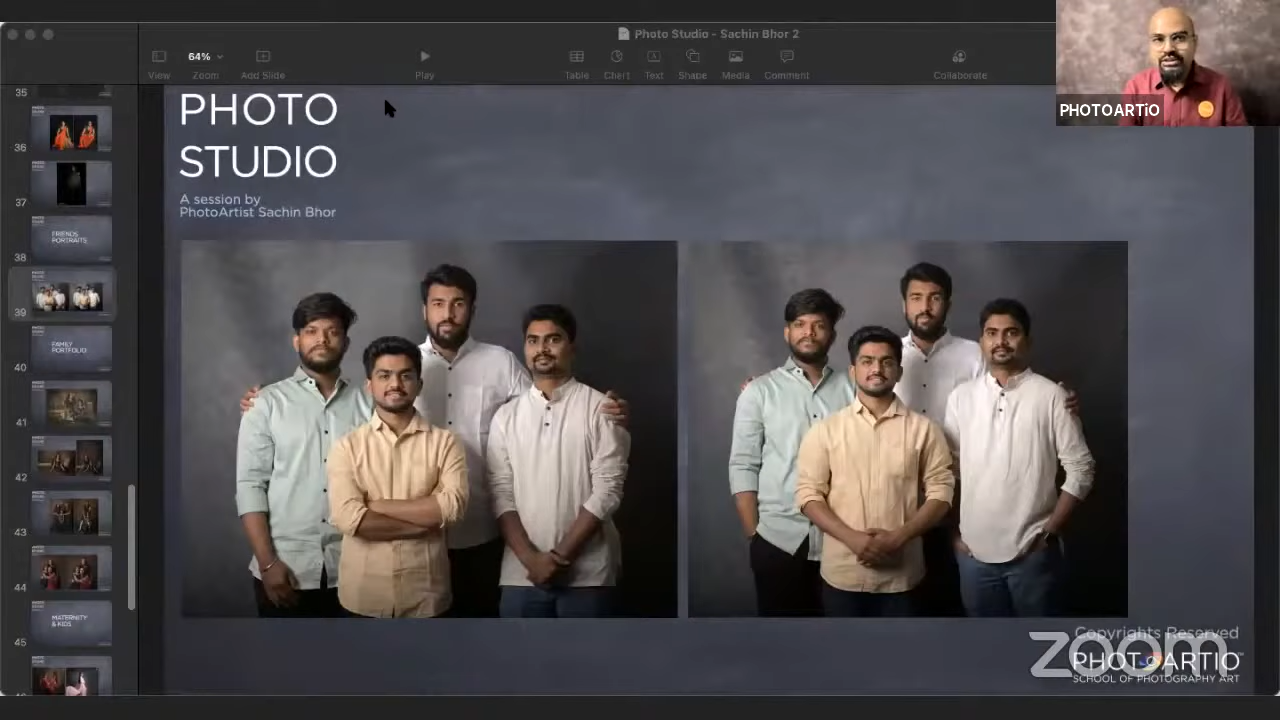 Photo Studio - Sachin Bhor 2
64%
View
Zoom
Add Slide
Play
Table
Chart
Text
Shape
Media
Comment
Collaborate
PHOTOARTiO
PHOTO
STUDIO
A session by
PhotoArtist Sachin Bhor
35
36
37
FRIENDS
PORTRAITS
38
39
FAMILY
PORTFOLIO
40
41
42
43
44
MATERNITY
& KIDS
45
Copyrights Reserved
zoom
PHOTOARTIO
SCHOOL OF PHOTOGRAPHY ART